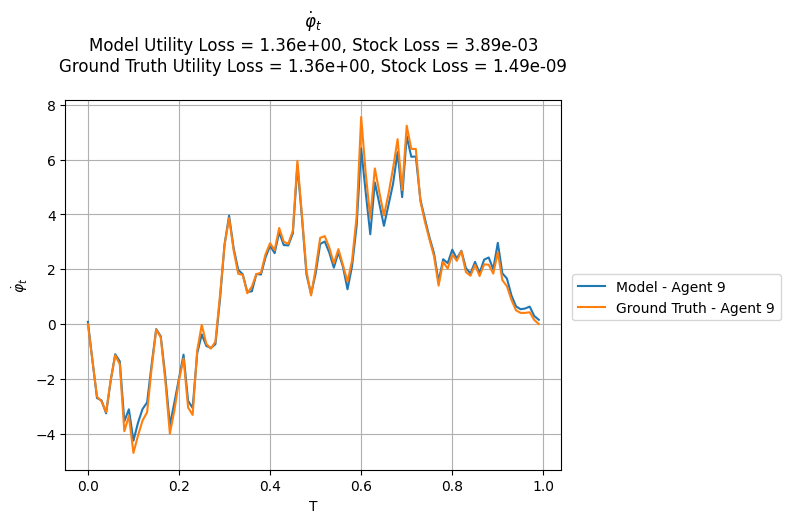 φ̇ₜ
Model Utility Loss = 1.36e+00, Stock Loss = 3.89e-03
Ground Truth Utility Loss = 1.36e+00, Stock Loss = 1.49e-09
8
6
4
2
0
−2
−4
φ̇ₜ
0.0 0.2 0.4 0.6 0.8 1.0
T
Model - Agent 9
Ground Truth - Agent 9